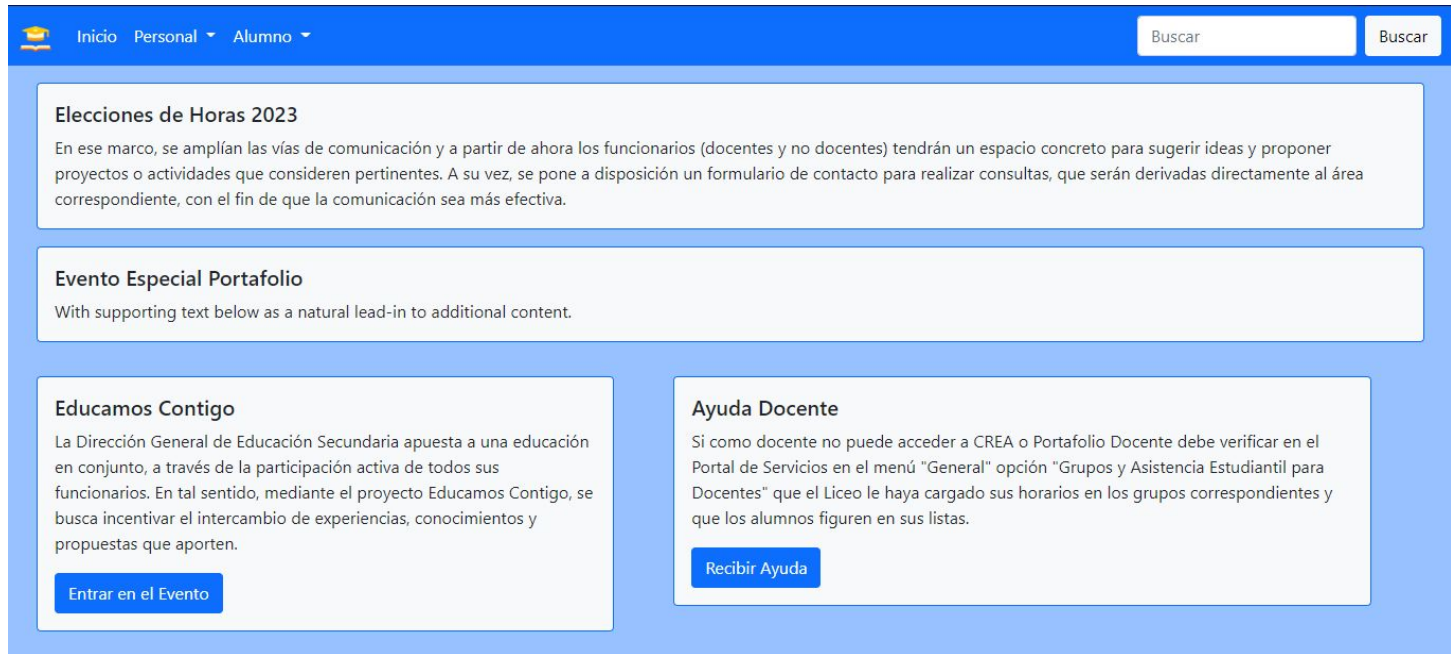 Inicio Personal Alumno Buscar Buscar
Elecciones de Horas 2023
En ese marco, se amplían las vías de comunicación y a partir de ahora los funcionarios (docentes y no docentes) tendrán un espacio concreto para sugerir ideas y proponer
proyectos o actividades que consideren pertinentes. A su vez, se pone a disposición un formulario de contacto para realizar consultas, que serán derivadas directamente al área
correspondiente, con el fin de que la comunicación sea más efectiva.
Evento Especial Portafolio
With supporting text below as a natural lead-in to additional content.
Educamos Contigo
La Dirección General de Educación Secundaria apuesta a una educación
en conjunto, a través de la participación activa de todos sus
funcionarios. En tal sentido, mediante el proyecto Educamos Contigo, se
busca incentivar el intercambio de experiencias, conocimientos y
propuestas que aporten.
Entrar en el Evento
Ayuda Docente
Si como docente no puede acceder a CREA o Portafolio Docente debe verificar en el
Portal de Servicios en el menú "General" opción "Grupos y Asistencia Estudiantil para
Docentes" que el Liceo le haya cargado sus horarios en los grupos correspondientes y
que los alumnos figuren en sus listas.
Recibir Ayuda